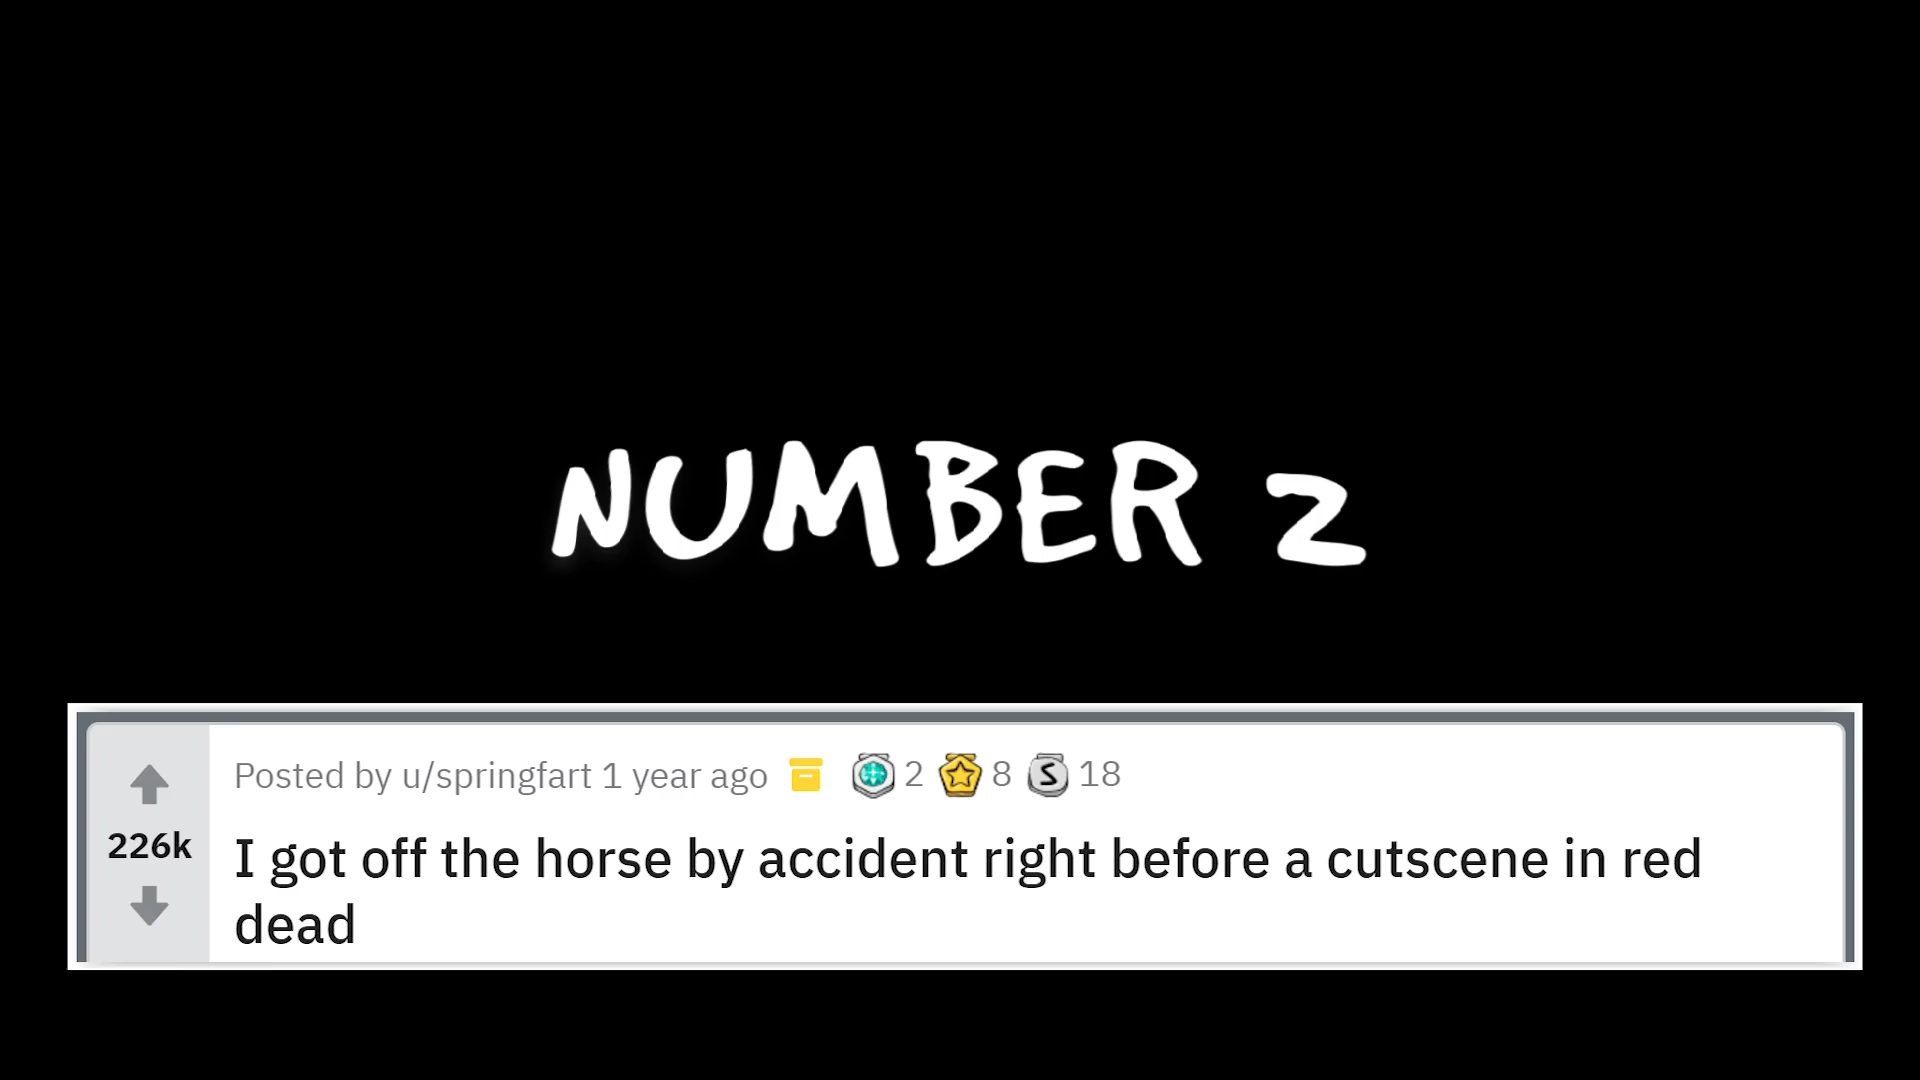 NUMBER 2
Posted by u/springfart 1 year ago 2 8 S 18
226k
I got off the horse by accident right before a cutscene in red
dead